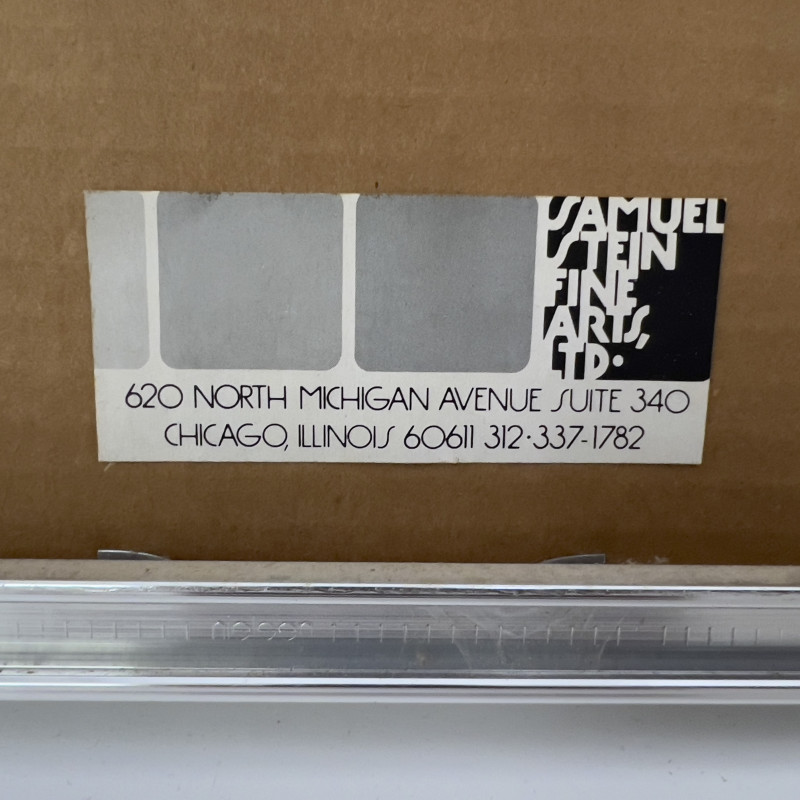 SAMUEL
STEIN
FINE
ARTS,
LTD·
620 NORTH MICHIGAN AVENUE SUITE 340
CHICAGO, ILLINOIS 60611 312·337-1782